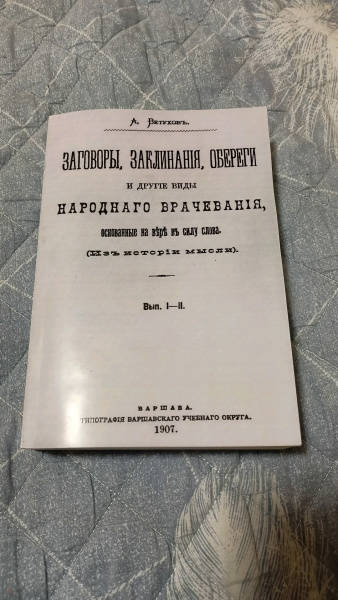 А. Ветуховъ.
ЗАГОВОРЫ, ЗАКЛИНАНІЯ, ОБЕРЕГИ
И ДРУГІЕ ВИДЫ
НАРОДНАГО ВРАЧЕВАНІЯ,
основанные на вѣрѣ въ силу слова.
(Изъ исторіи мысли).
Вып. I—II.
ВАРШАВА.
ТИПОГРАФІЯ ВАРШАВСКАГО УЧЕБНАГО ОКРУГА.
1907.